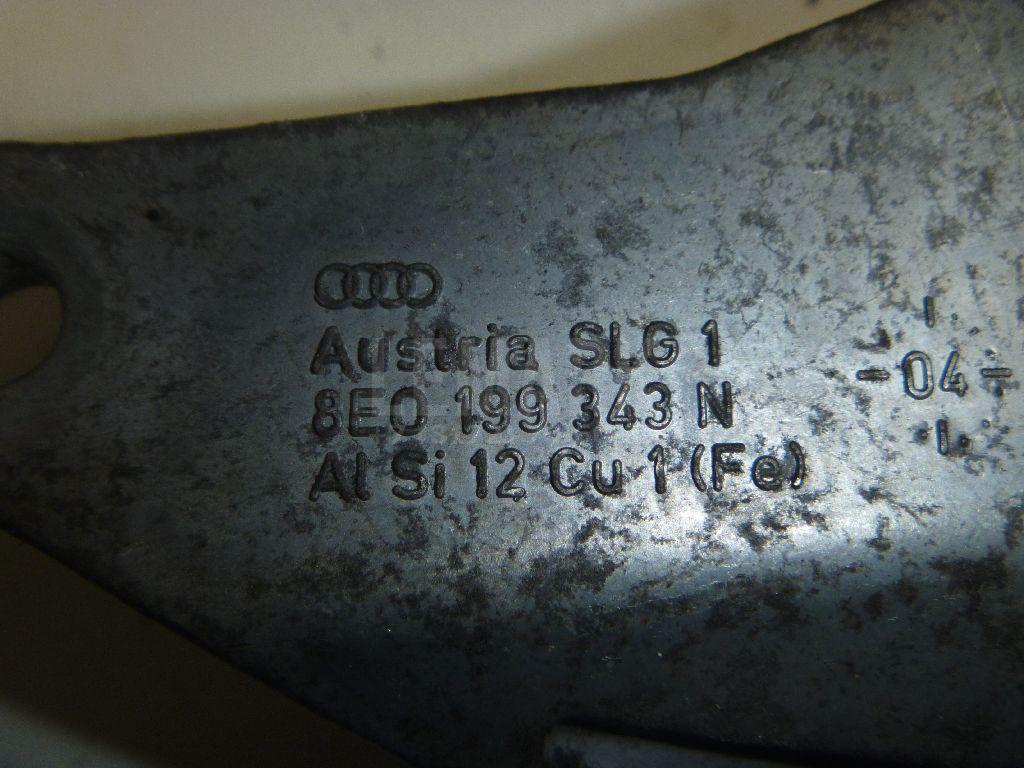 Austria SLG 1
8E0 199 343 N
Al Si 12 Cu 1 (Fe)
-04-